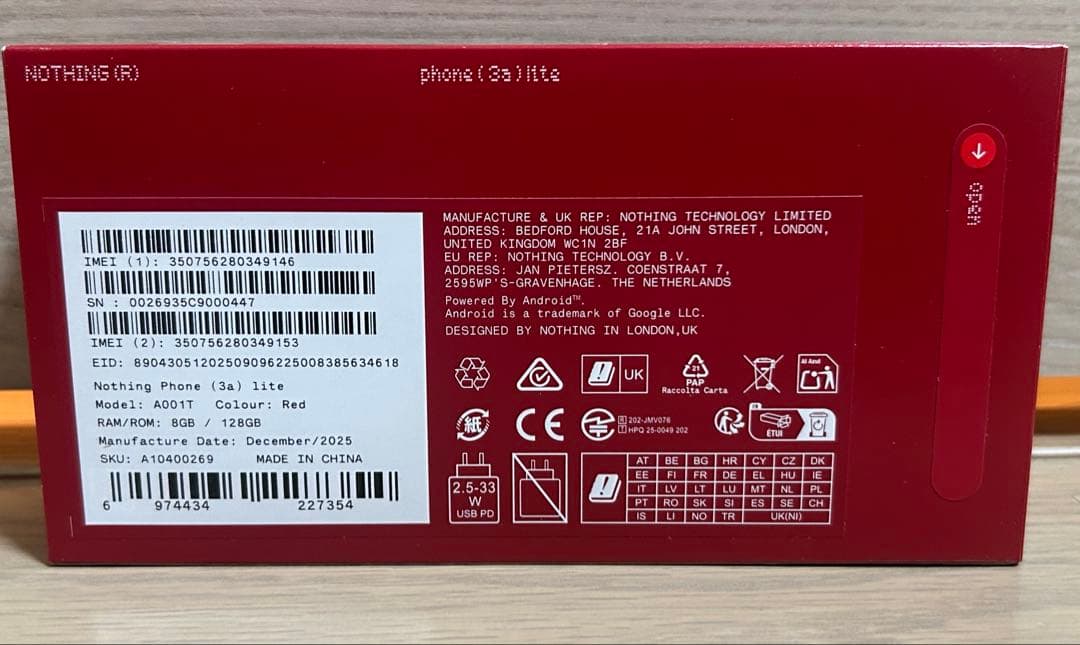 NOTHING (R)
phone (3a) lite
open
IMEI (1): 350756280349146
SN : 0026935C9000447
IMEI (2): 350756280349153
EID: 89043051202509096225008385634618
Nothing Phone (3a) lite
Model: A001T Colour: Red
RAM/ROM: 8GB / 128GB
Manufacture Date: December/2025
SKU: A10400269 MADE IN CHINA
6 974434 227354
MANUFACTURE & UK REP: NOTHING TECHNOLOGY LIMITED
ADDRESS: BEDFORD HOUSE, 21A JOHN STREET, LONDON,
UNITED KINGDOM WC1N 2BF
EU REP: NOTHING TECHNOLOGY B.V.
ADDRESS: JAN PIETERSZ. COENSTRAAT 7,
2595WP'S-GRAVENHAGE. THE NETHERLANDS
Powered By Android™.
Android is a trademark of Google LLC.
DESIGNED BY NOTHING IN LONDON,UK
UK
21
PAP
Raccolta Carta
Al Azul
紙
CE
R 202-JMV076
T HPQ 25-0049 202
FR
ÉTUI
2.5-33
W
USB PD
AT BE BG HR CY CZ DK
EE FI FR DE EL HU IE
IT LV LT LU MT NL PL
PT RO SK SI ES SE CH
IS LI NO TR UK(NI)